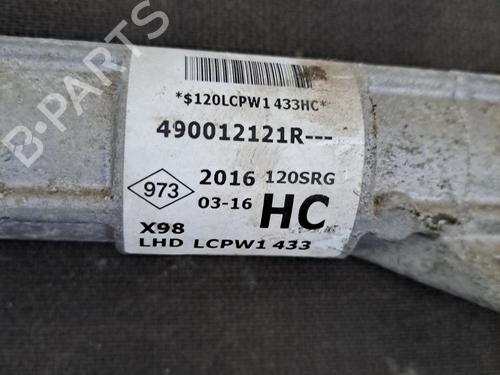 *$120LCPW1 433HC*
490012121R---
973
2016 120SRG
03-16 HC
X98
LHD LCPW1 433
B-PARTS